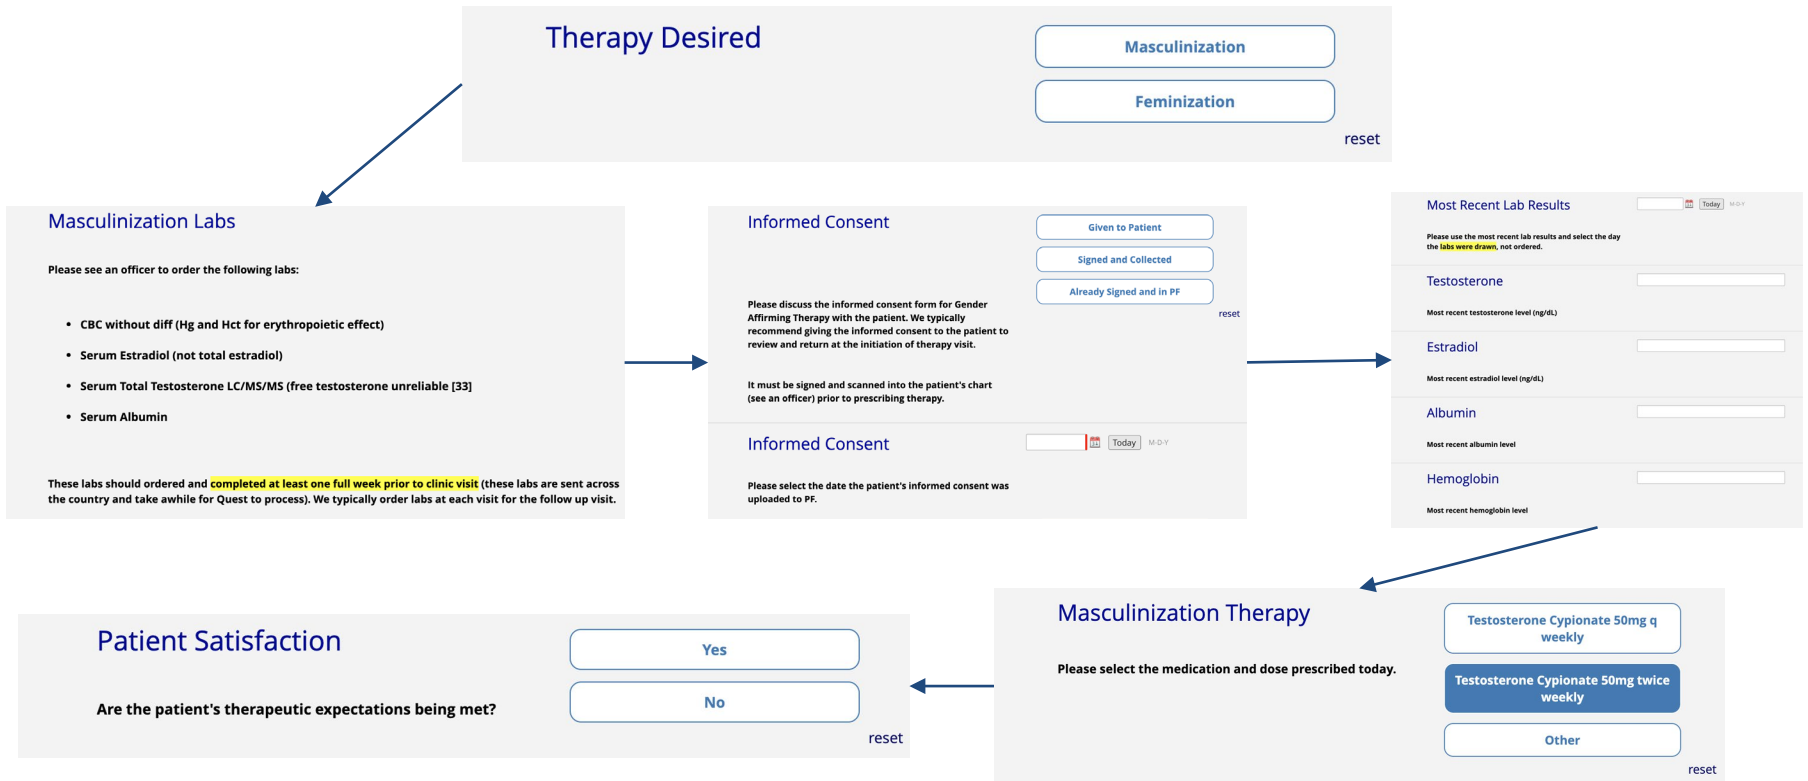 Therapy Desired
Masculinization
Feminization
reset
Masculinization Labs
Please see an officer to order the following labs:
• CBC without diff (Hg and Hct for erythropoietic effect)
• Serum Estradiol (not total estradiol)
• Serum Total Testosterone LC/MS/MS (free testosterone unreliable [33]
• Serum Albumin
These labs should ordered and completed at least one full week prior to clinic visit (these labs are sent across
the country and take awhile for Quest to process). We typically order labs at each visit for the follow up visit.
Informed Consent
Given to Patient
Signed and Collected
Already Signed and in PF
reset
Please discuss the informed consent form for Gender
Affirming Therapy with the patient. We typically
recommend giving the informed consent to the patient to
review and return at the initiation of therapy visit.
It must be signed and scanned into the patient's chart
(see an officer) prior to prescribing therapy.
Informed Consent
Today M-D-Y
Please select the date the patient's informed consent was
uploaded to PF.
Most Recent Lab Results
Today M-D-Y
Please use the most recent lab results and select the day
the labs were drawn, not ordered.
Testosterone
Most recent testosterone level (ng/dL)
Estradiol
Most recent estradiol level (ng/dL)
Albumin
Most recent albumin level
Hemoglobin
Most recent hemoglobin level
Masculinization Therapy
Please select the medication and dose prescribed today.
Testosterone Cypionate 50mg q
weekly
Testosterone Cypionate 50mg twice
weekly
Other
reset
Patient Satisfaction
Are the patient's therapeutic expectations being met?
Yes
No
reset